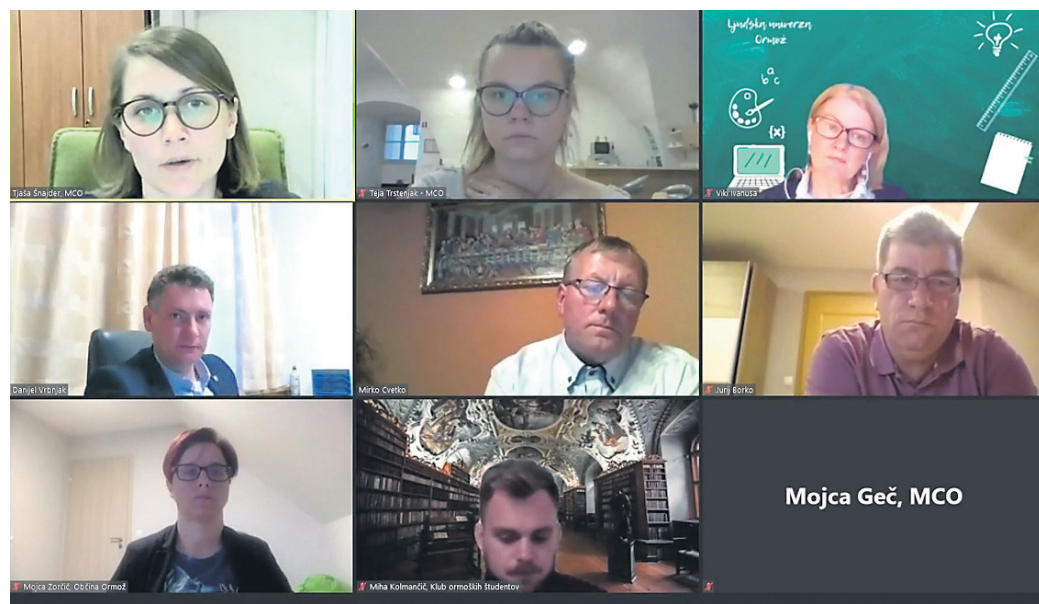 Ljudska univerza
Ormož
b a c
{x}
Tjaša Šnajder, MCO
Teja Trstenjak - MCO
Viki Ivanuša
Danijel Vrbnjak
Mirko Cvetko
Jurij Borko
Mojca Zorčič, Občina Ormož
Miha Kolmančič, Klub ormoških študentov
Mojca Geč, MCO